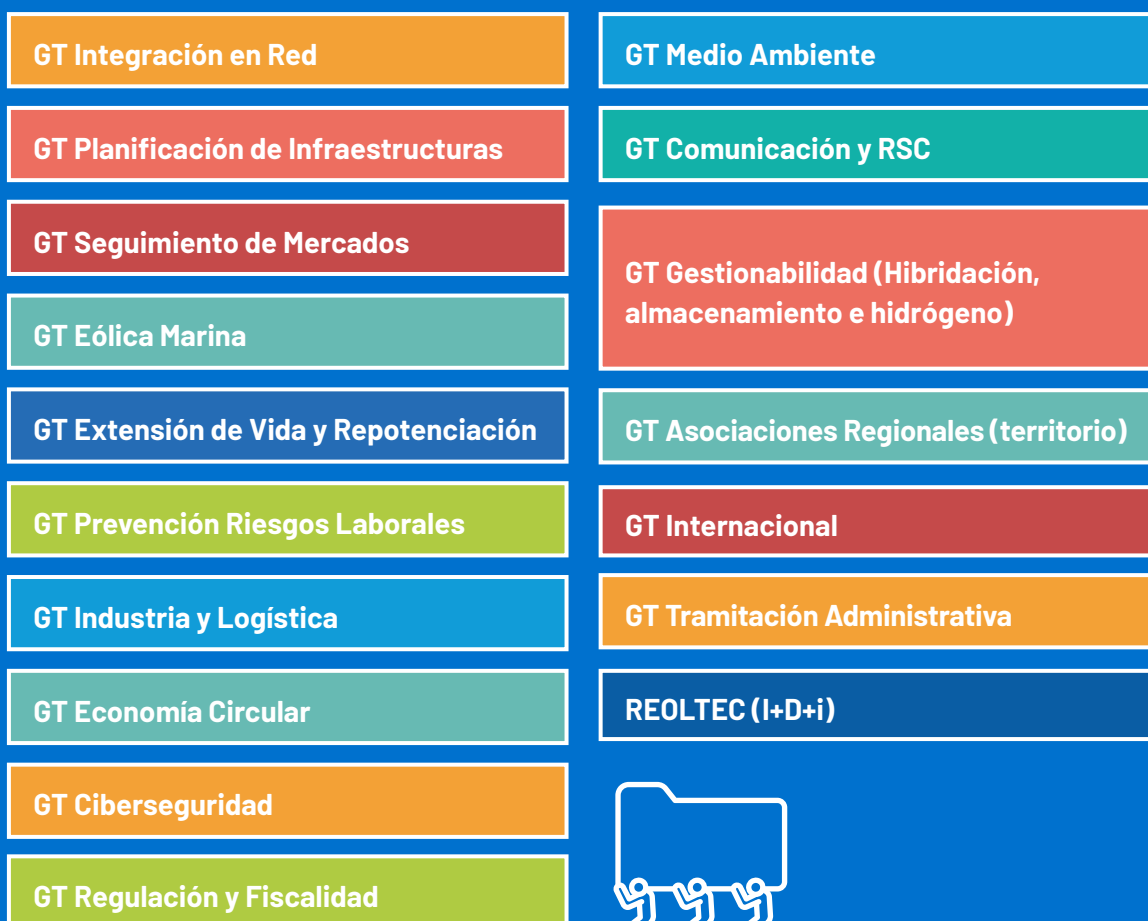 GT Integración en Red
GT Planificación de Infraestructuras
GT Seguimiento de Mercados
GT Eólica Marina
GT Extensión de Vida y Repotenciación
GT Prevención Riesgos Laborales
GT Industria y Logística
GT Economía Circular
GT Ciberseguridad
GT Regulación y Fiscalidad
GT Medio Ambiente
GT Comunicación y RSC
GT Gestionabilidad (Hibridación,
almacenamiento e hidrógeno)
GT Asociaciones Regionales (territorio)
GT Internacional
GT Tramitación Administrativa
REOLTEC (I+D+i)